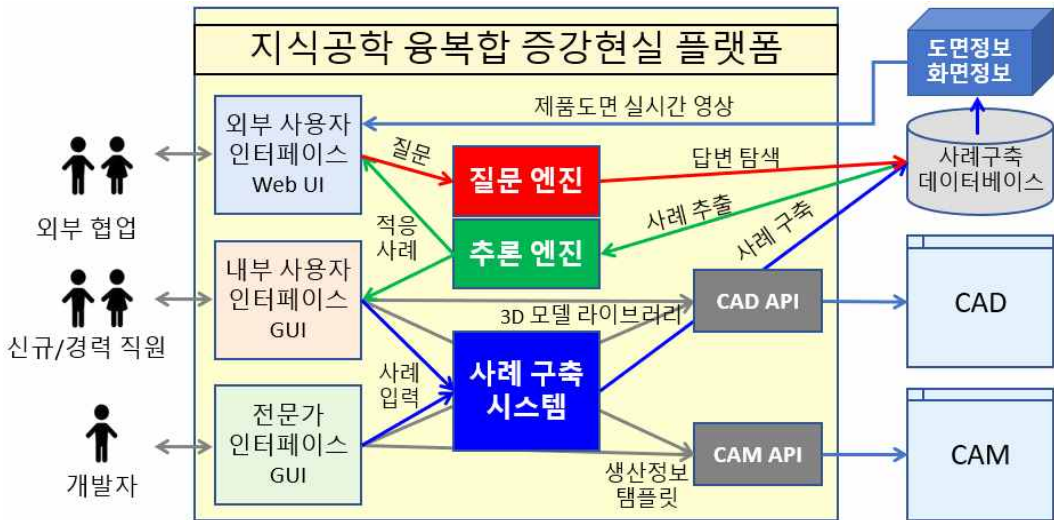 지식공학 융복합 증강현실 플랫폼
도면정보
화면정보
제품도면 실시간 영상
외부 사용자
인터페이스
Web UI
질문
질문 엔진
답변 탐색
사례구축
데이터베이스
외부 협업
적응
사례
추론 엔진
사례 추출
사례 구축
내부 사용자
인터페이스
GUI
3D 모델 라이브러리
CAD API
CAD
신규/경력 직원
사례
입력
사례 구축
시스템
전문가
인터페이스
GUI
생산정보
탬플릿
CAM API
CAM
개발자